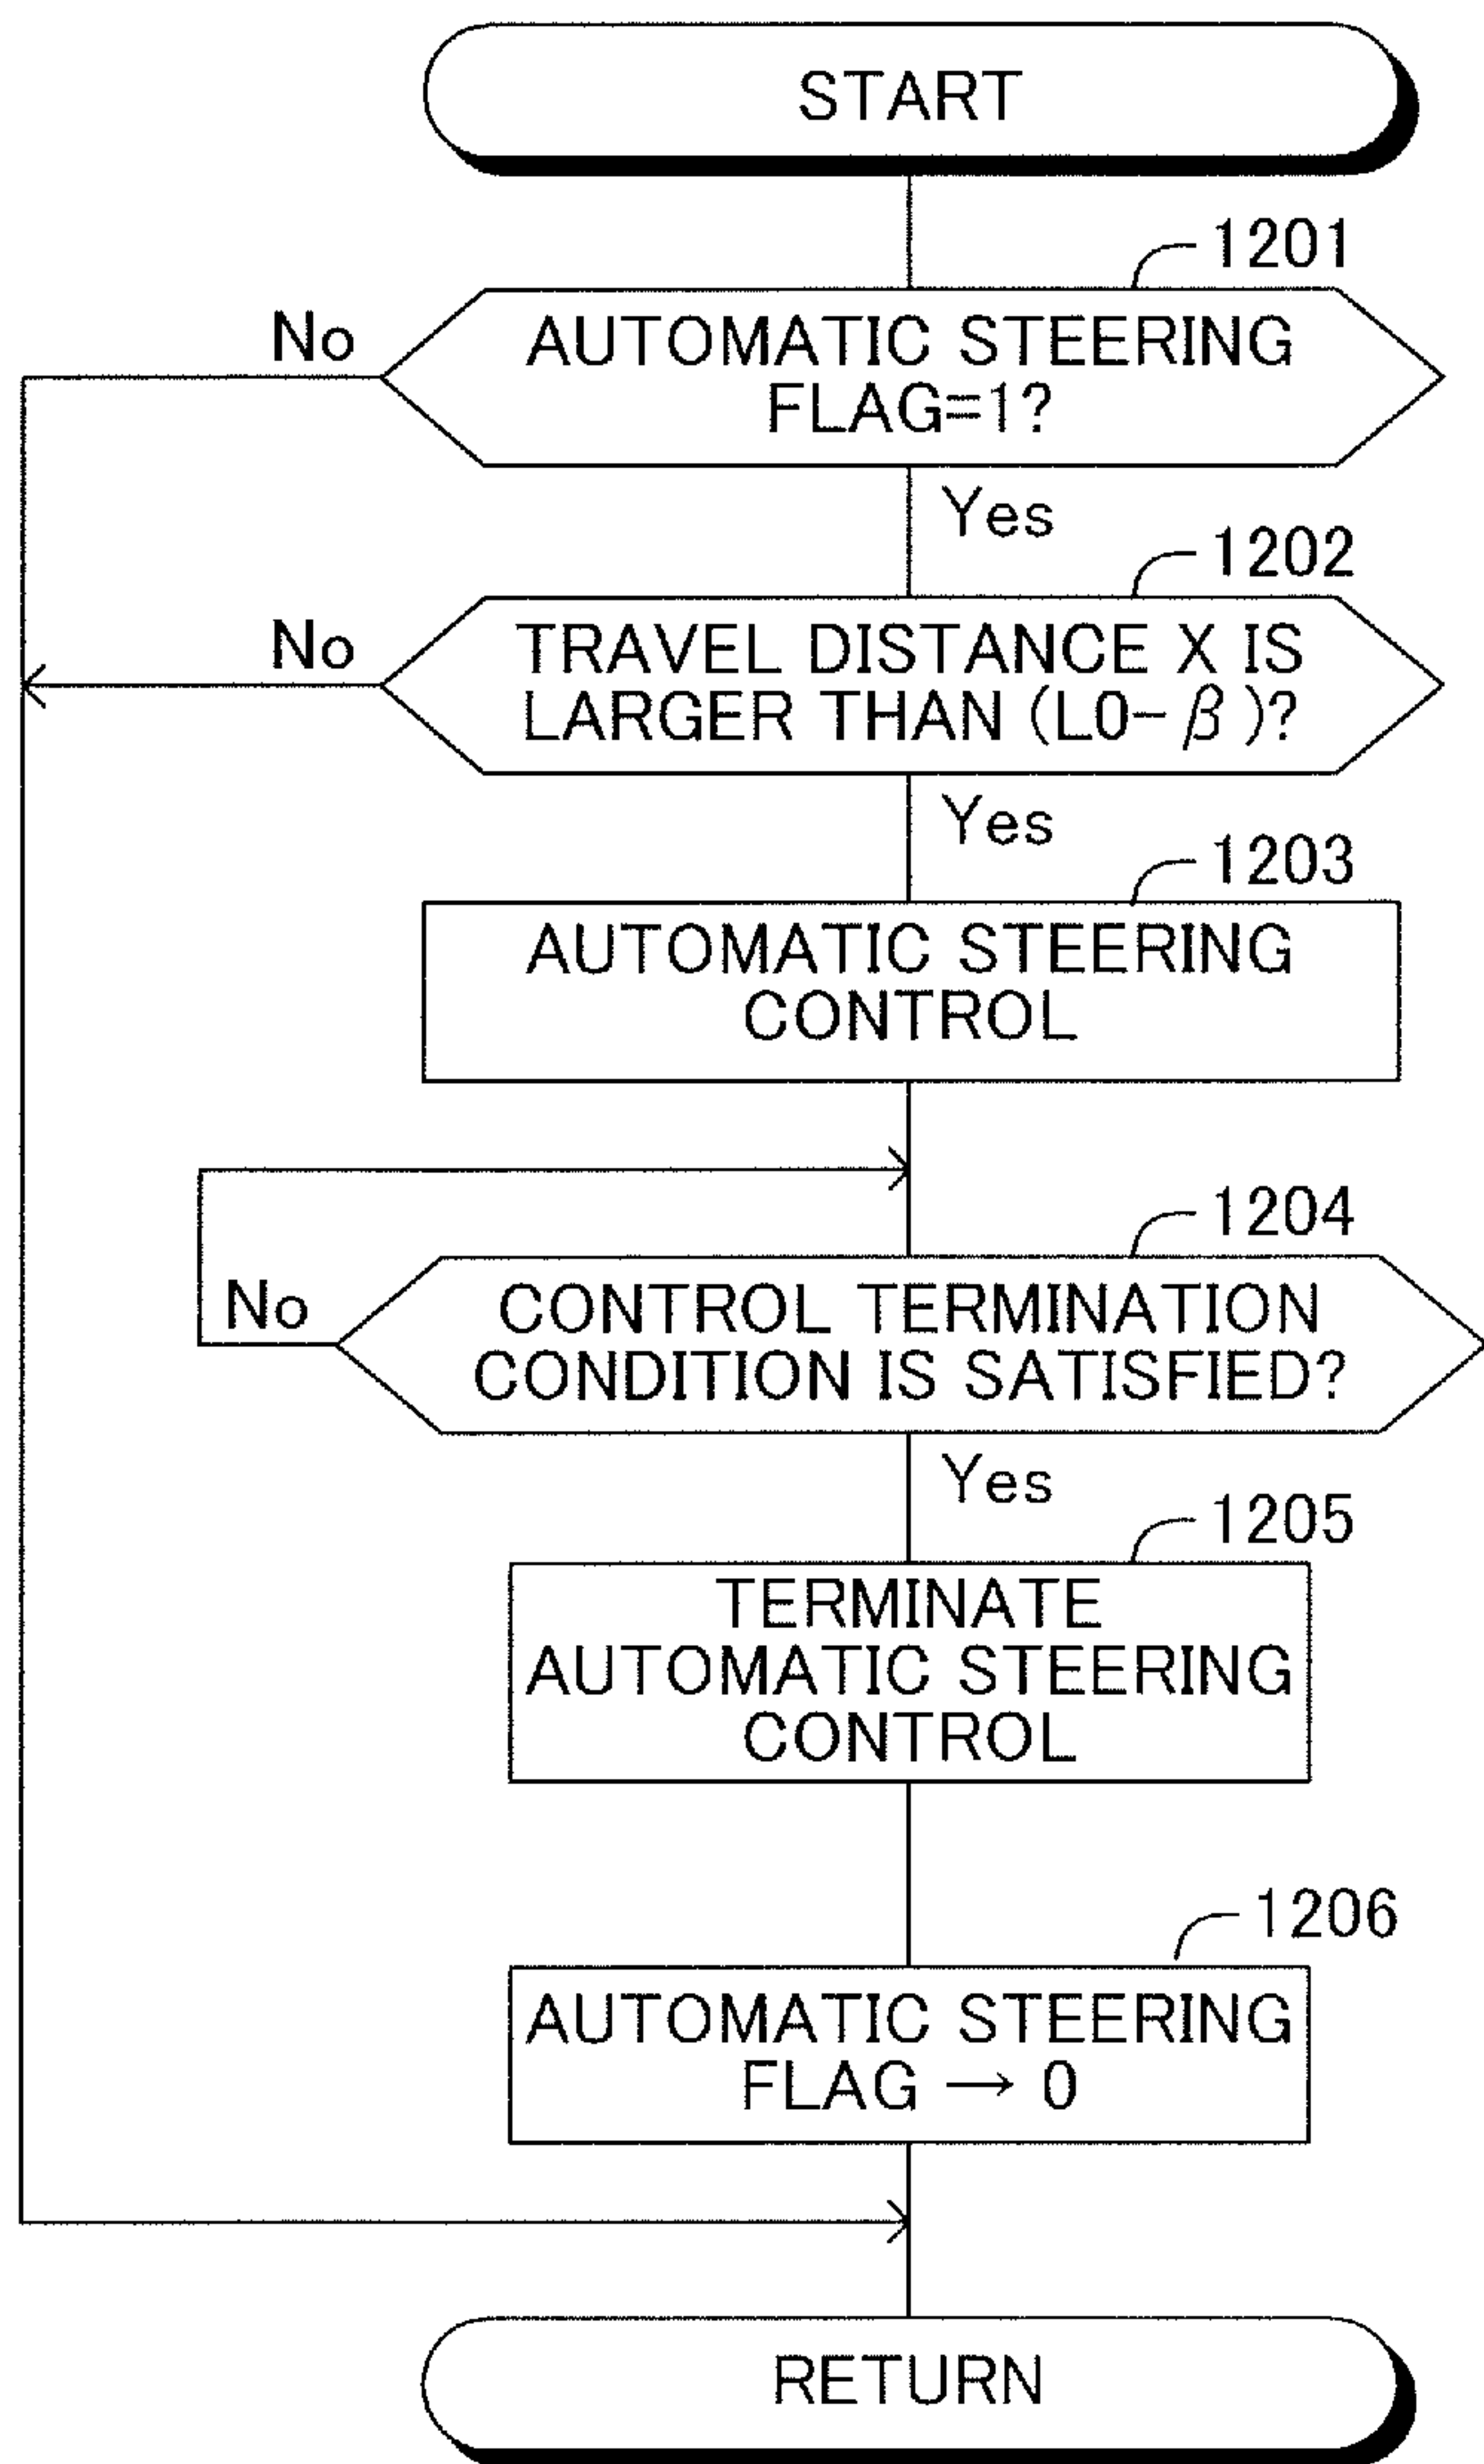 START
1201
No
AUTOMATIC STEERING
FLAG=1?
Yes
1202
No
TRAVEL DISTANCE X IS
LARGER THAN (L0-β)?
Yes
1203
AUTOMATIC STEERING
CONTROL
1204
No
CONTROL TERMINATION
CONDITION IS SATISFIED?
Yes
1205
TERMINATE
AUTOMATIC STEERING
CONTROL
1206
AUTOMATIC STEERING
FLAG → 0
RETURN